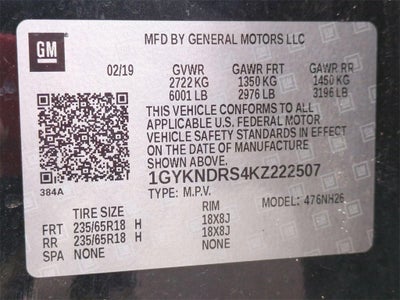 GM
MFD BY GENERAL MOTORS LLC
02/19 GVWR GAWR FRT GAWR RR
2722 KG 1350 KG 1450 KG
6001 LB 2976 LB 3196 LB
THIS VEHICLE CONFORMS TO ALL
APPLICABLE U.S. FEDERAL MOTOR
VEHICLE SAFETY STANDARDS IN EFFECT
ON THE DATE OF MANUFACTURE
SHOWN ABOVE.
384A 1GYKNDRS4KZ222507
TYPE: M.P.V. MODEL: 476NH26
TIRE SIZE RIM
FRT 235/65R18 H 18X8J
RR 235/65R18 H 18X8J
SPA NONE NONE